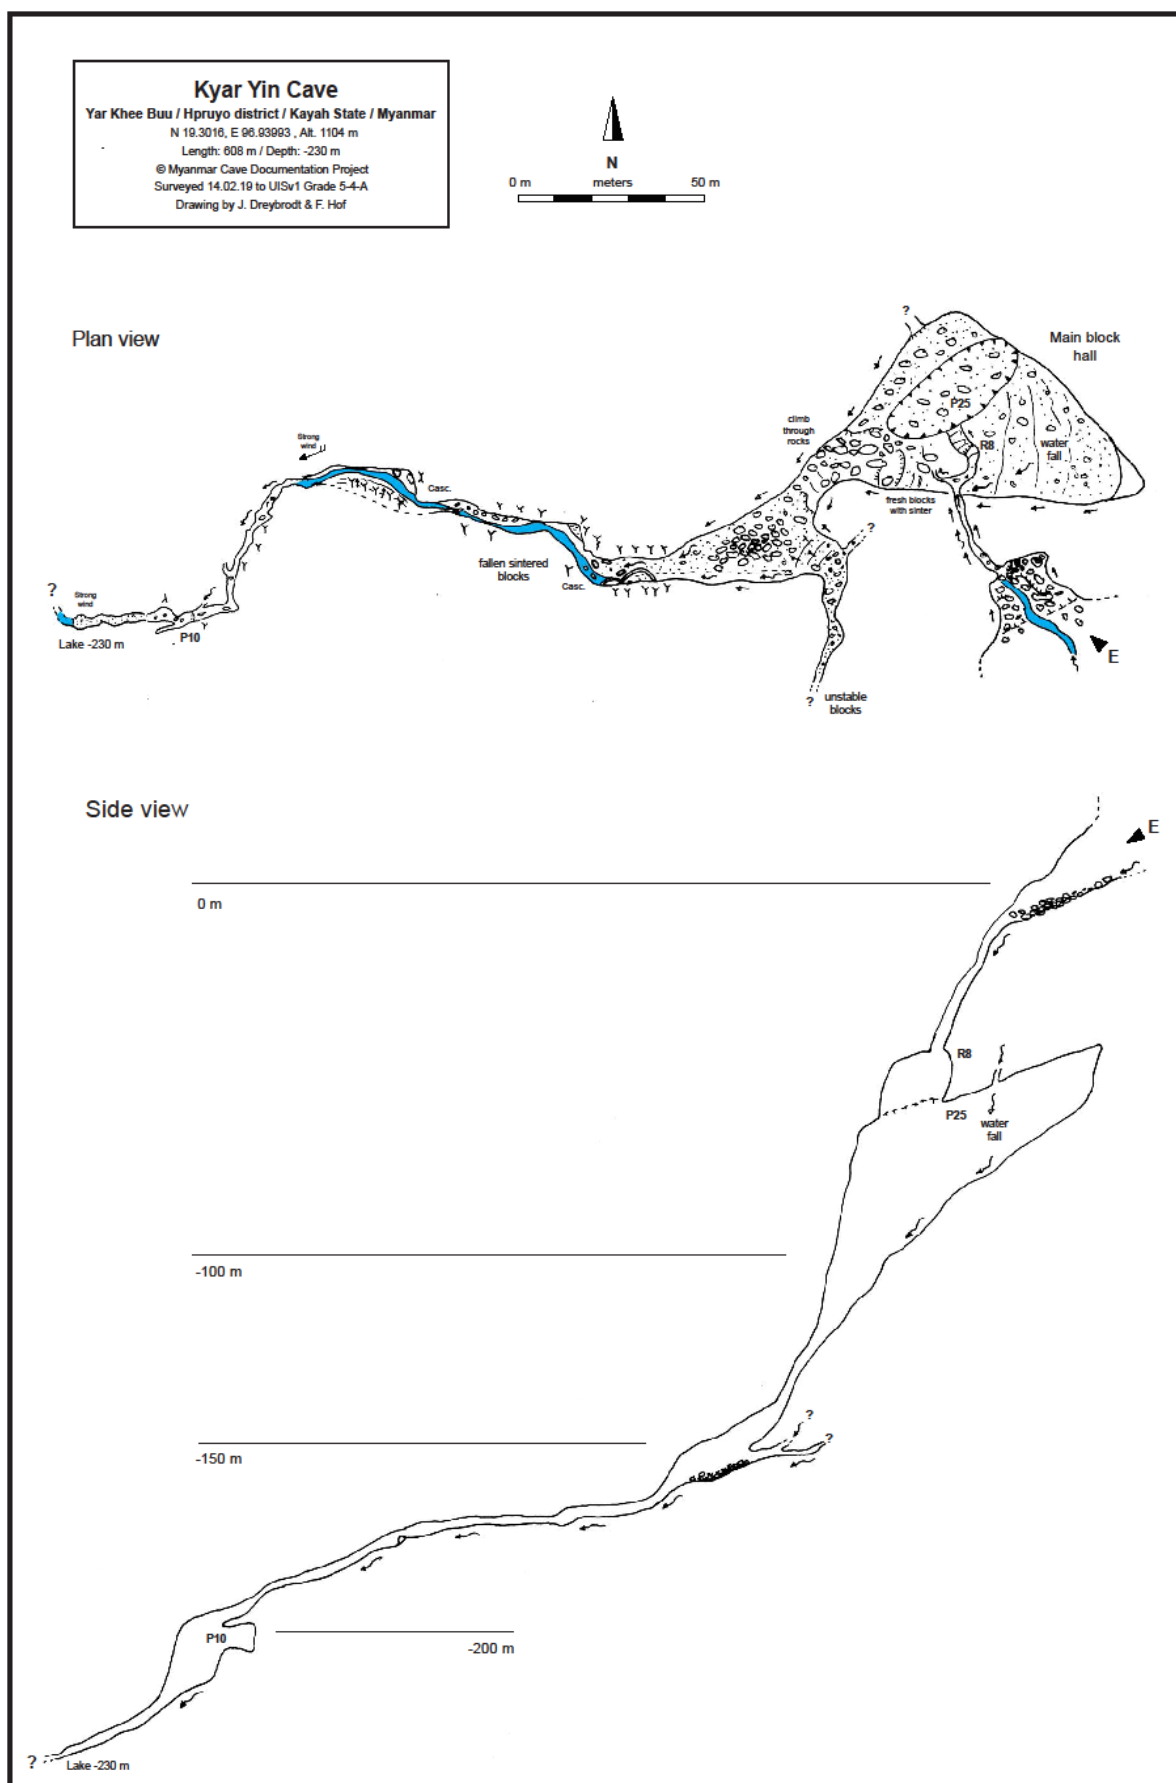 Kyar Yin Cave
Yar Khee Buu / Hpruyo district / Kayah State / Myanmar
N 19.3016, E 96.93993 , Alt. 1104 m
Length: 608 m / Depth: -230 m
© Myanmar Cave Documentation Project
Surveyed 14.02.19 to UISv1 Grade 5-4-A
Drawing by J. Dreybrodt & F. Hof
N
0 m meters 50 m
Plan view
?
Main block
hall
P25
climb
through
rocks
R8
water
fall
Strong
wind
Casc.
fresh blocks
with sinter
?
fallen sintered
blocks
Casc.
?
Strong
wind
P10
Lake -230 m
E
?
unstable
blocks
Side view
E
0 m
R8
P25
water
fall
-100 m
?
?
-150 m
P10
-200 m
?
Lake -230 m